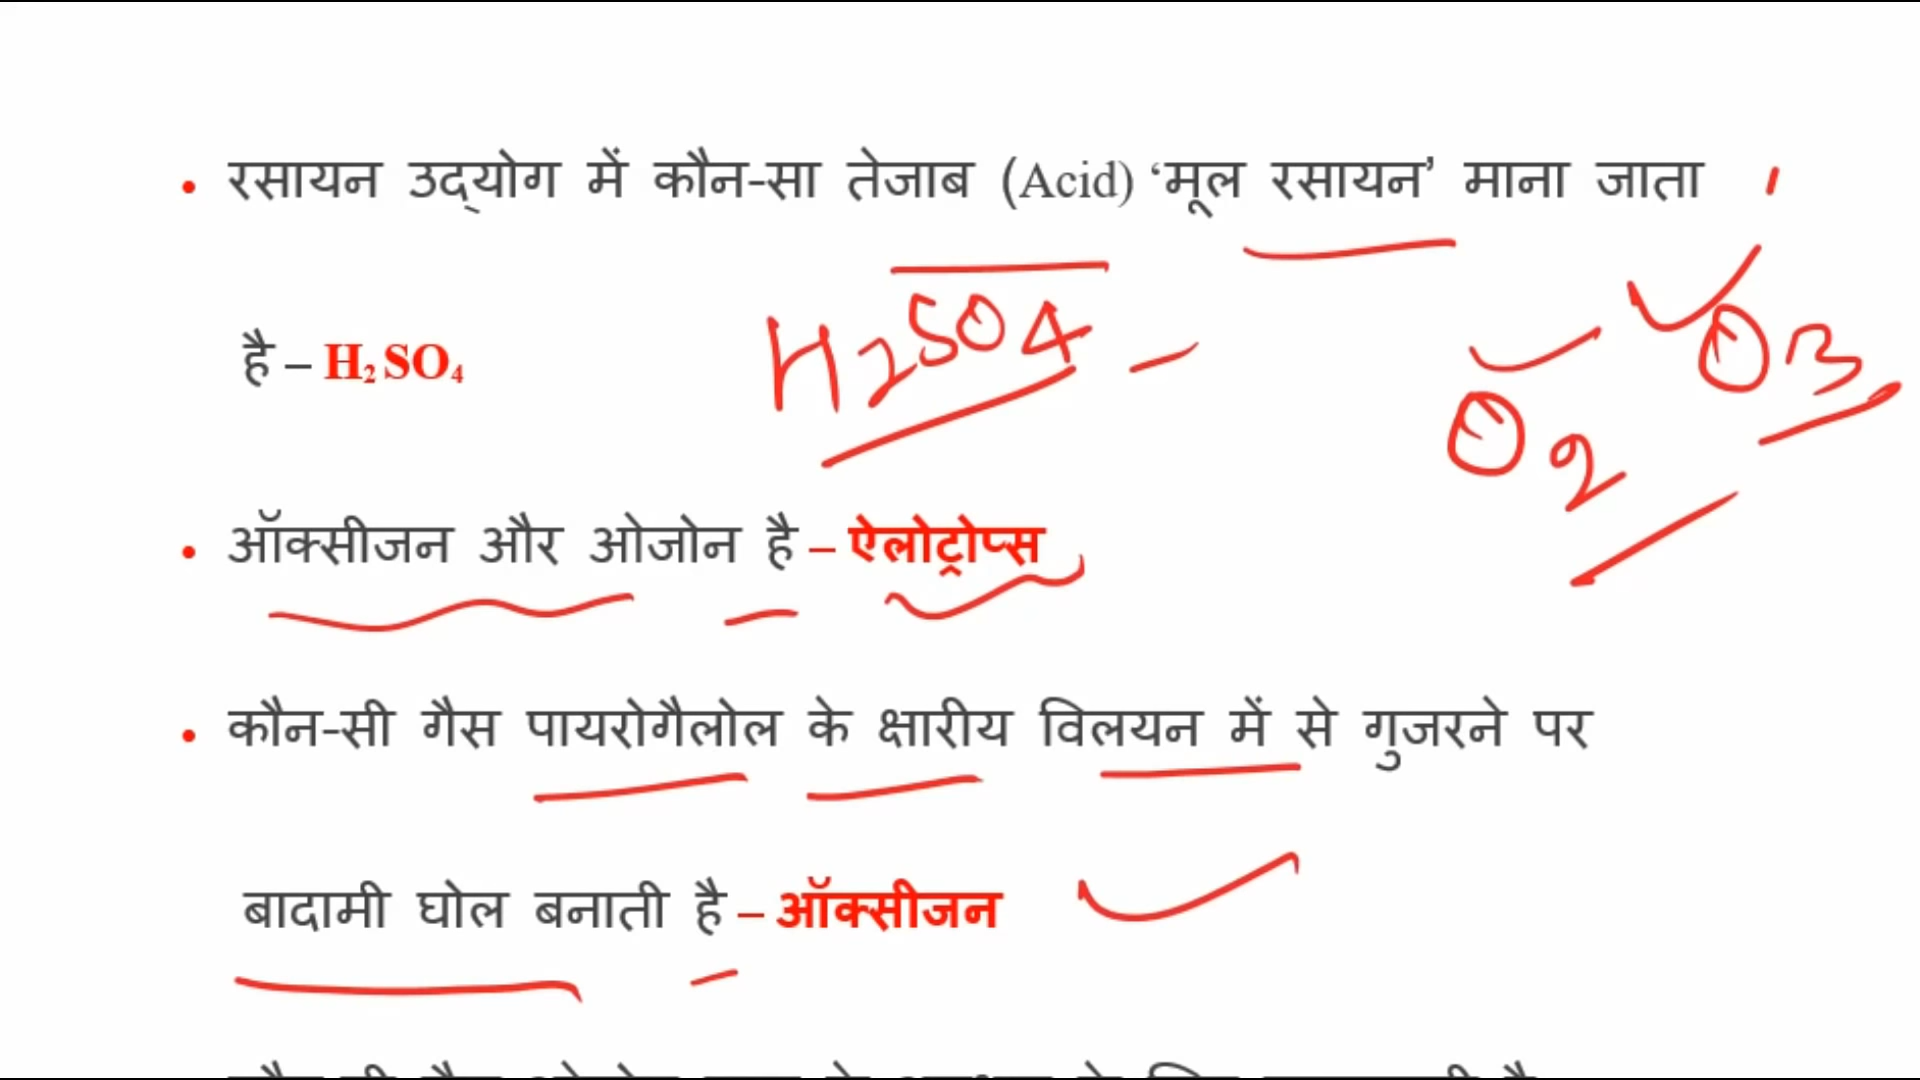 • रसायन उद्योग में कौन-सा तेजाब (Acid) ‘मूल रसायन’ माना जाता
है – H₂SO₄
H2SO4
O3
O2
• ऑक्सीजन और ओजोन है – ऐलोट्रोप्स
• कौन-सी गैस पायरोगैलोल के क्षारीय विलयन में से गुजरने पर
बादामी घोल बनाती है – ऑक्सीजन